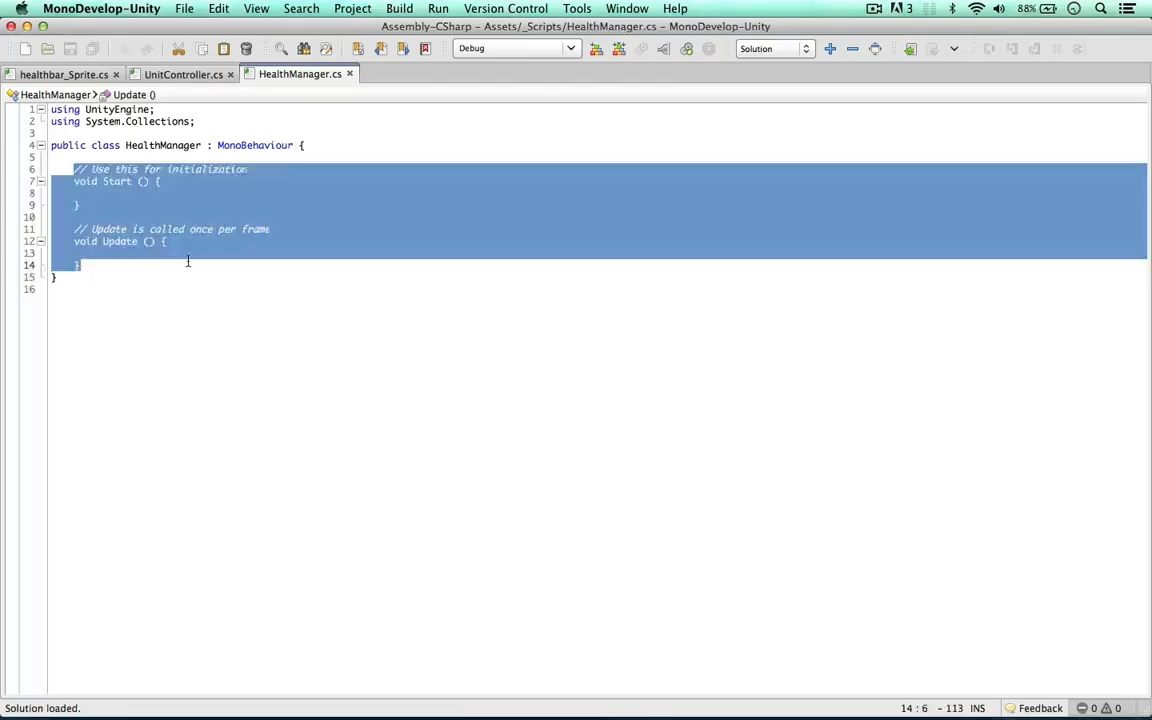 MonoDevelop-Unity File Edit View Search Project Build Run Version Control Tools Window Help 3 88%
Assembly-CSharp – Assets/_Scripts/HealthManager.cs – MonoDevelop-Unity
Debug Solution
healthbar_Sprite.cs × UnitController.cs × HealthManager.cs ×
HealthManager Update ()
1 using UnityEngine;
2 using System.Collections;
3
4 public class HealthManager : MonoBehaviour {
5
6 // Use this for initialization
7 void Start () {
8
9 }
10
11 // Update is called once per frame
12 void Update () {
13
14 }
15 }
16
Solution loaded. 14 : 6 - 113 INS Feedback 0 0